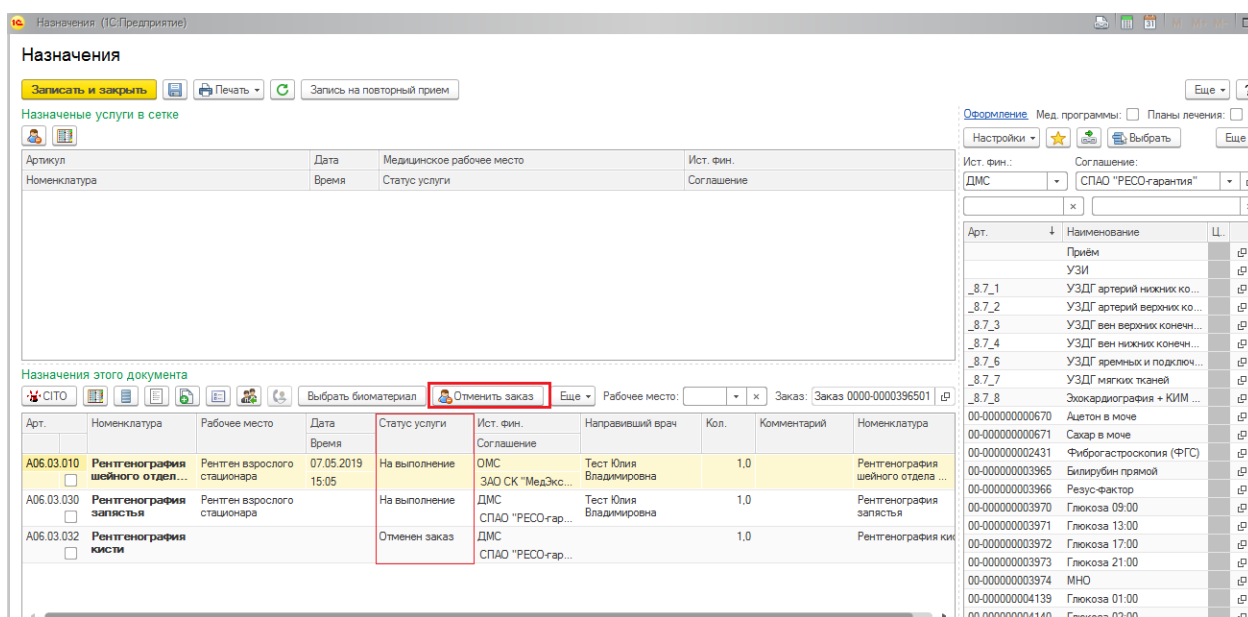 Назначения (1С:Предприятие)
Назначения
Записать и закрыть Печать Запись на повторный прием Еще
Назначеные услуги в сетке
Оформление Мед. программы: Планы лечения:
Настройки Выбрать Еще
Артикул Дата Медицинское рабочее место Ист. фин.
Номенклатура Время Статус услуги Соглашение
Ист. фин.: Соглашение:
ДМС СПАО "РЕСО-гарантия"
Арт. Наименование Ц..
Приём
УЗИ
_8.7_1 УЗДГ артерий нижних ко...
_8.7_2 УЗДГ артерий верхних ко...
_8.7_3 УЗДГ вен верхних конечн...
_8.7_4 УЗДГ вен нижних конечн...
_8.7_6 УЗДГ яремных и подключ...
_8.7_7 УЗДГ мягких тканей
_8.7_8 Эхокардиография + КИМ ...
00-000000000670 Ацетон в моче
00-000000000671 Сахар в моче
00-000000002431 Фиброгастроскопия (ФГС)
00-000000003965 Билирубин прямой
00-000000003966 Резус-фактор
00-000000003970 Глюкоза 09:00
00-000000003971 Глюкоза 13:00
00-000000003972 Глюкоза 17:00
00-000000003973 Глюкоза 21:00
00-000000003974 МНО
00-000000004139 Глюкоза 01:00
00-000000004140 Глюкоза 03:00
Назначения этого документа
CITO Выбрать биоматериал Отменить заказ Еще Рабочее место: Заказ: Заказ 0000-0000396501
Арт. Номенклатура Рабочее место Дата Статус услуги Ист. фин. Направивший врач Кол. Комментарий Номенклатура
Время Соглашение
A06.03.010 Рентгенография Рентген взрослого 07.05.2019 На выполнение ОМС Тест Юлия 1,0 Рентгенография
шейного отдел... стационара 15:05 ЗАО СК "МедЭкс... Владимировна шейного отдела ...
A06.03.030 Рентгенография Рентген взрослого На выполнение ДМС Тест Юлия 1,0 Рентгенография
запястья стационара СПАО "РЕСО-гар... Владимировна запястья
A06.03.032 Рентгенография Отменен заказ ДМС 1,0 Рентгенография кис
кисти СПАО "РЕСО-гар...